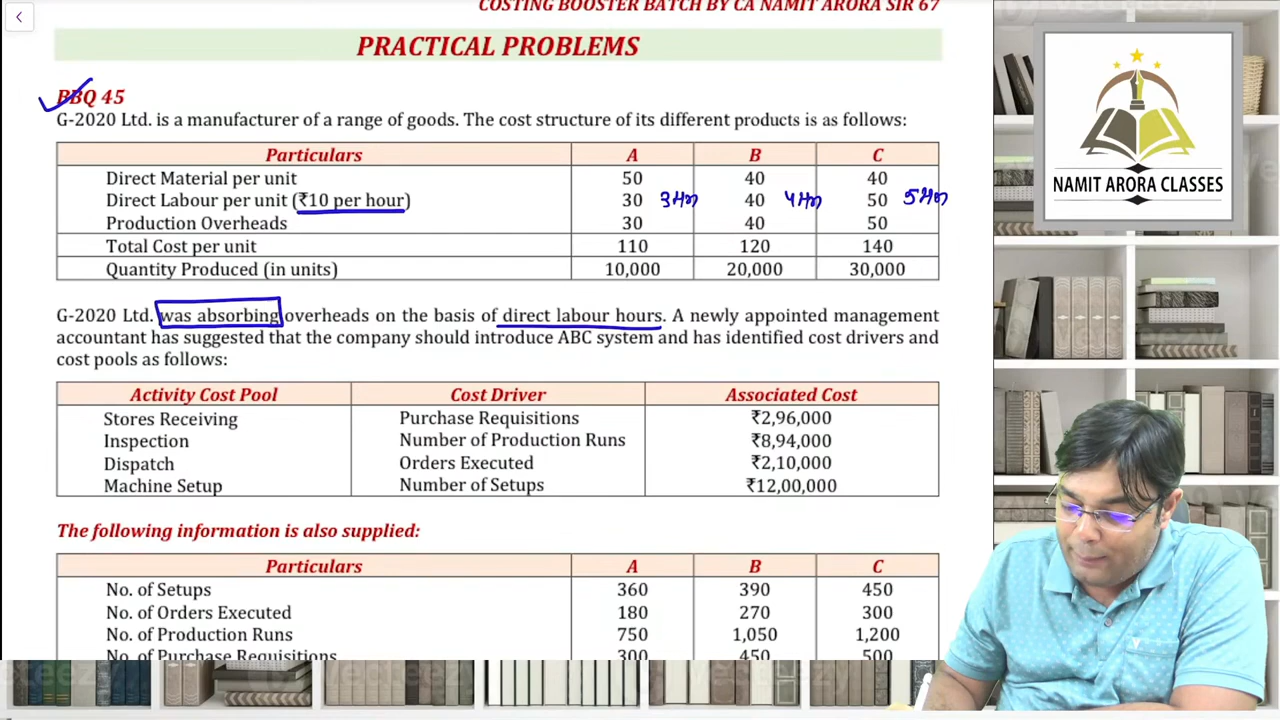 COSTING BOOSTER BATCH BY CA NAMIT ARORA SIR 67
PRACTICAL PROBLEMS
BBQ 45
G-2020 Ltd. is a manufacturer of a range of goods. The cost structure of its different products is as follows:
Particulars A B C
Direct Material per unit 50 40 40
Direct Labour per unit (₹10 per hour) 30 3Hrs 40 4Hrs 50 5Hrs
Production Overheads 30 40 50
Total Cost per unit 110 120 140
Quantity Produced (in units) 10,000 20,000 30,000
G-2020 Ltd. was absorbing overheads on the basis of direct labour hours. A newly appointed management
accountant has suggested that the company should introduce ABC system and has identified cost drivers and
cost pools as follows:
Activity Cost Pool Cost Driver Associated Cost
Stores Receiving Purchase Requisitions ₹2,96,000
Inspection Number of Production Runs ₹8,94,000
Dispatch Orders Executed ₹2,10,000
Machine Setup Number of Setups ₹12,00,000
The following information is also supplied:
Particulars A B C
No. of Setups 360 390 450
No. of Orders Executed 180 270 300
No. of Production Runs 750 1,050 1,200
No. of Purchase Requisitions 300 450 500
NAMIT ARORA CLASSES